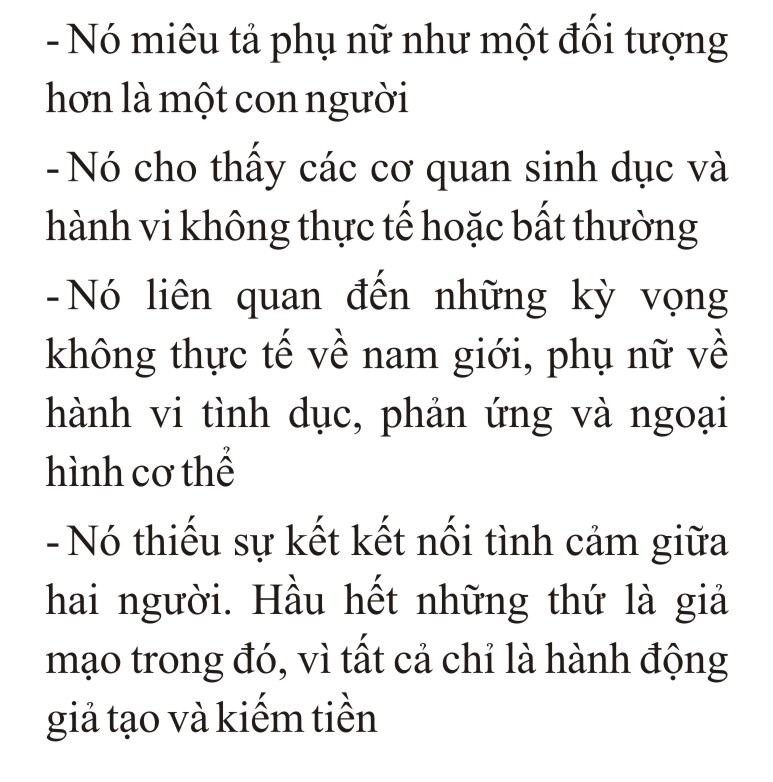 - Nó miêu tả phụ nữ như một đối tượng
hơn là một con người
- Nó cho thấy các cơ quan sinh dục và
hành vi không thực tế hoặc bất thường
- Nó liên quan đến những kỳ vọng
không thực tế về nam giới, phụ nữ về
hành vi tình dục, phản ứng và ngoại
hình cơ thể
- Nó thiếu sự kết kết nối tình cảm giữa
hai người. Hầu hết những thứ là giả
mạo trong đó, vì tất cả chỉ là hành động
giả tạo và kiếm tiền